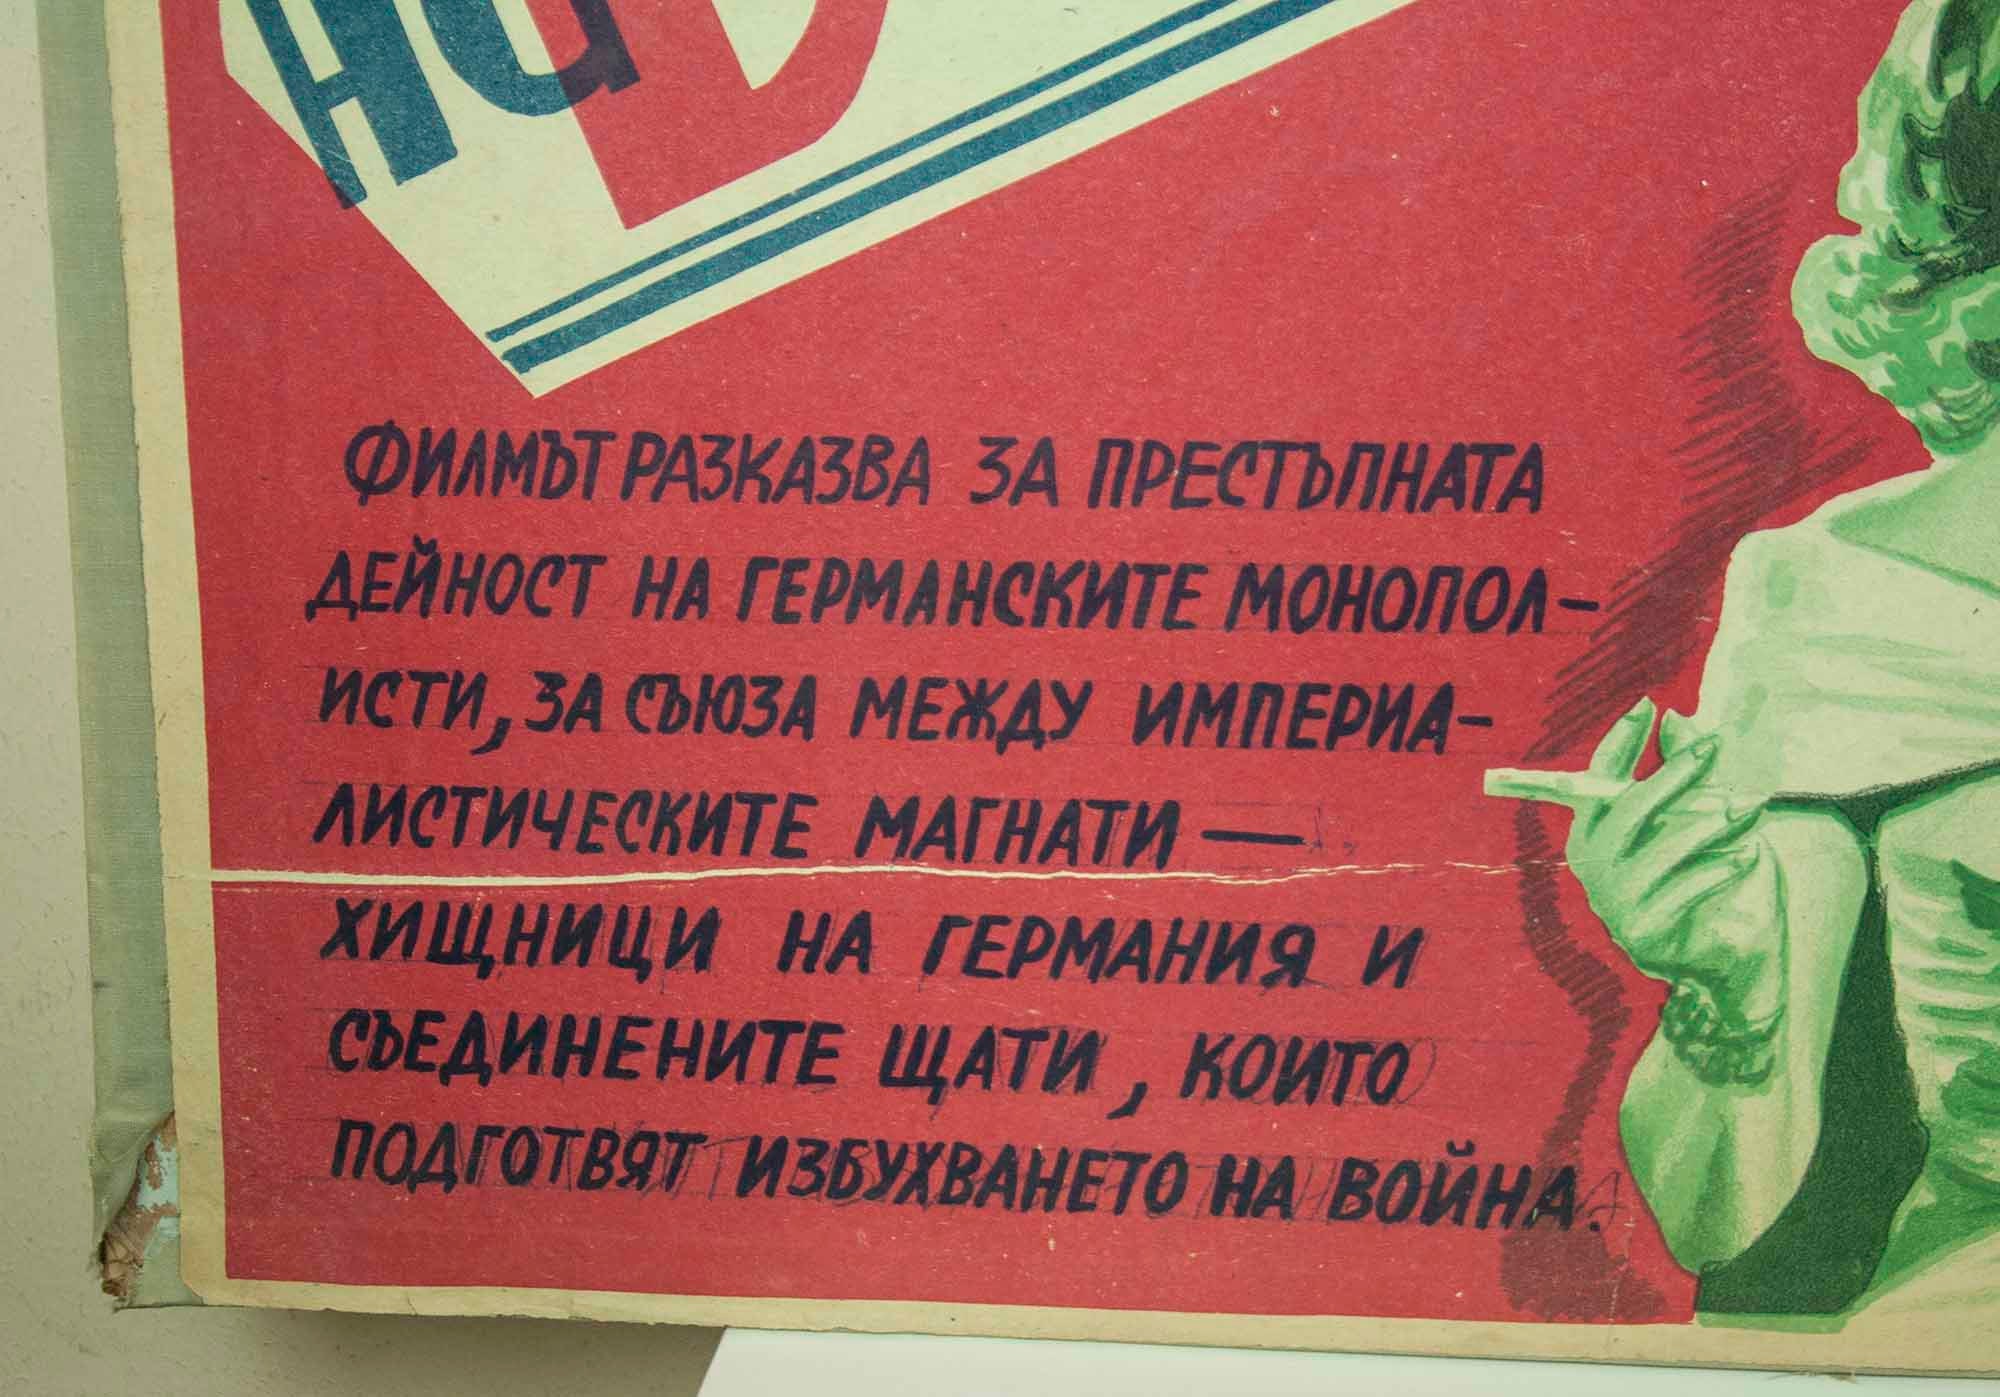 ФИЛМЪТ РАЗКАЗВА ЗА ПРЕСТЪПНАТА
ДЕЙНОСТ НА ГЕРМАНСКИТЕ МОНОПОЛ-
ИСТИ, ЗА СЪЮЗА МЕЖДУ ИМПЕРИА-
ЛИСТИЧЕСКИТЕ МАГНАТИ —
ХИЩНИЦИ НА ГЕРМАНИЯ И
СЪЕДИНЕНИТЕ ЩАТИ, КОИТО
ПОДГОТВЯТ ИЗБУХВАНЕТО НА ВОЙНА.